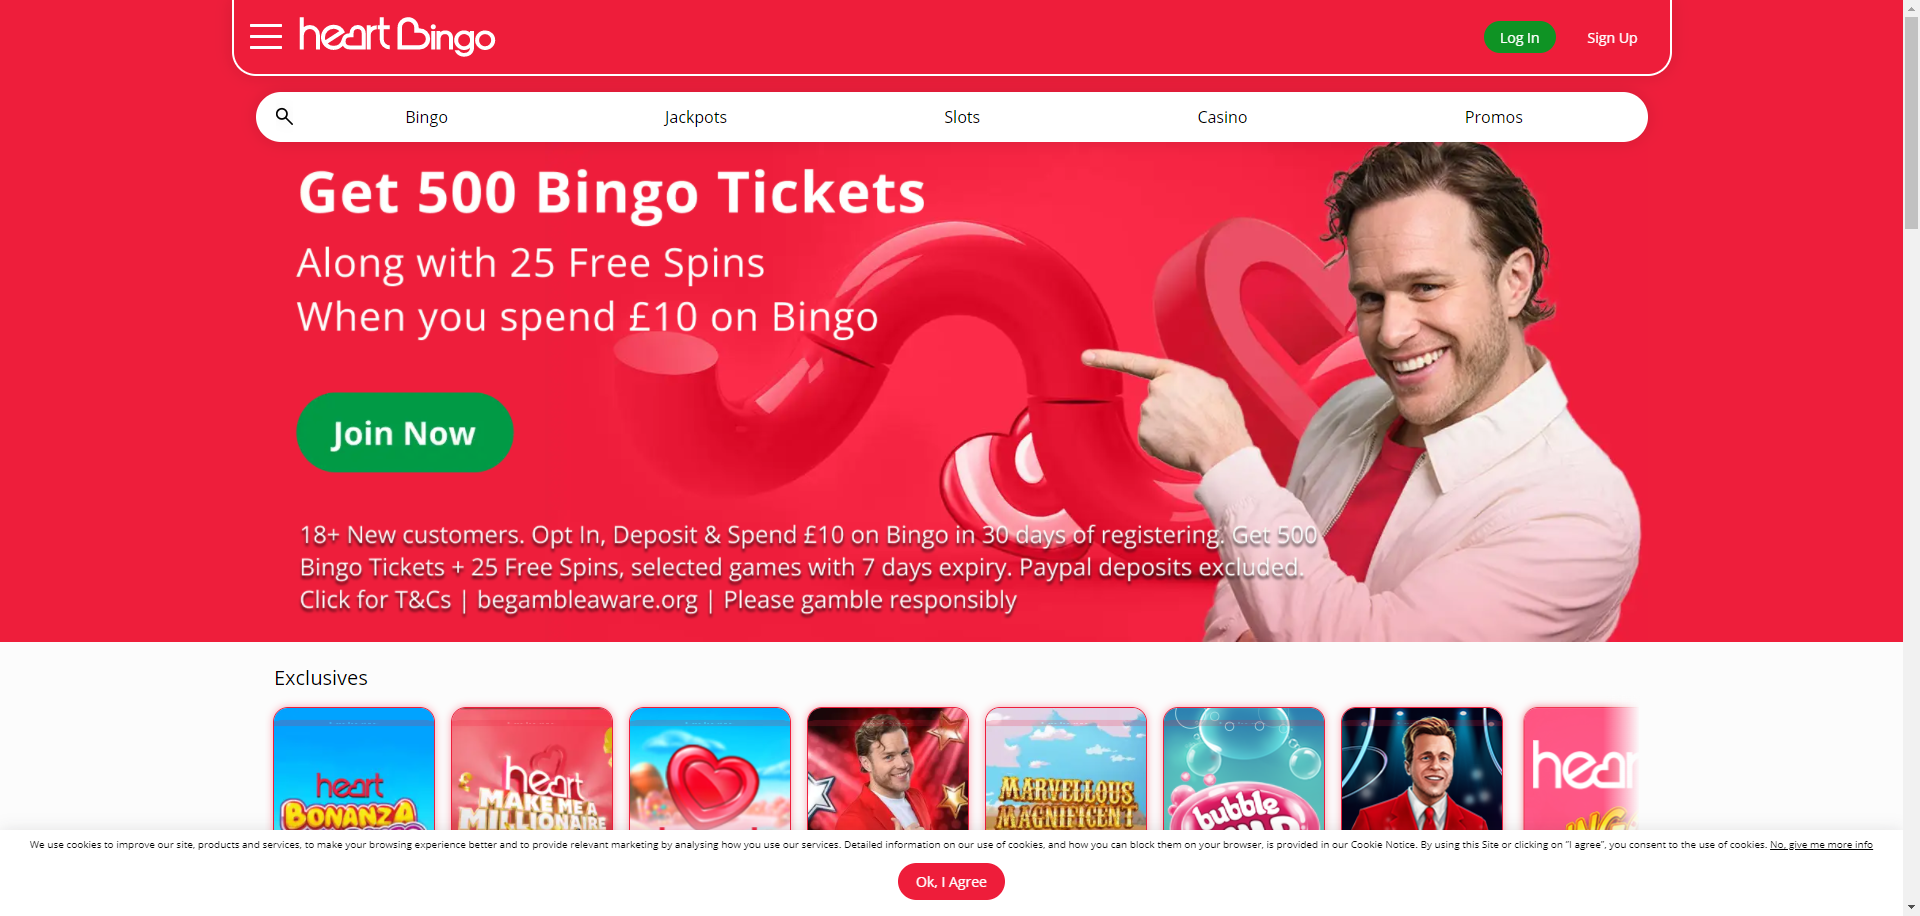 heart Bingo
Log In
Sign Up
Bingo
Jackpots
Slots
Casino
Promos
Get 500 Bingo Tickets
Along with 25 Free Spins
When you spend £10 on Bingo
Join Now
18+ New customers. Opt In, Deposit & Spend £10 on Bingo in 30 days of registering. Get 500
Bingo Tickets + 25 Free Spins, selected games with 7 days expiry. Paypal deposits excluded.
Click for T&Cs | begambleaware.org | Please gamble responsibly
Exclusives
heart
BONANZA
heart
MAKE ME A
MILLIONAIRE
MARVELLOUS
MAGNIFICENT
bubble
heart
We use cookies to improve our site, products and services, to make your browsing experience better and to provide relevant marketing by analysing how you use our services. Detailed information on our use of cookies, and how you can block them on your browser, is provided in our Cookie Notice. By using this Site or clicking on "I agree", you consent to the use of cookies. No, give me more info
Ok, I Agree